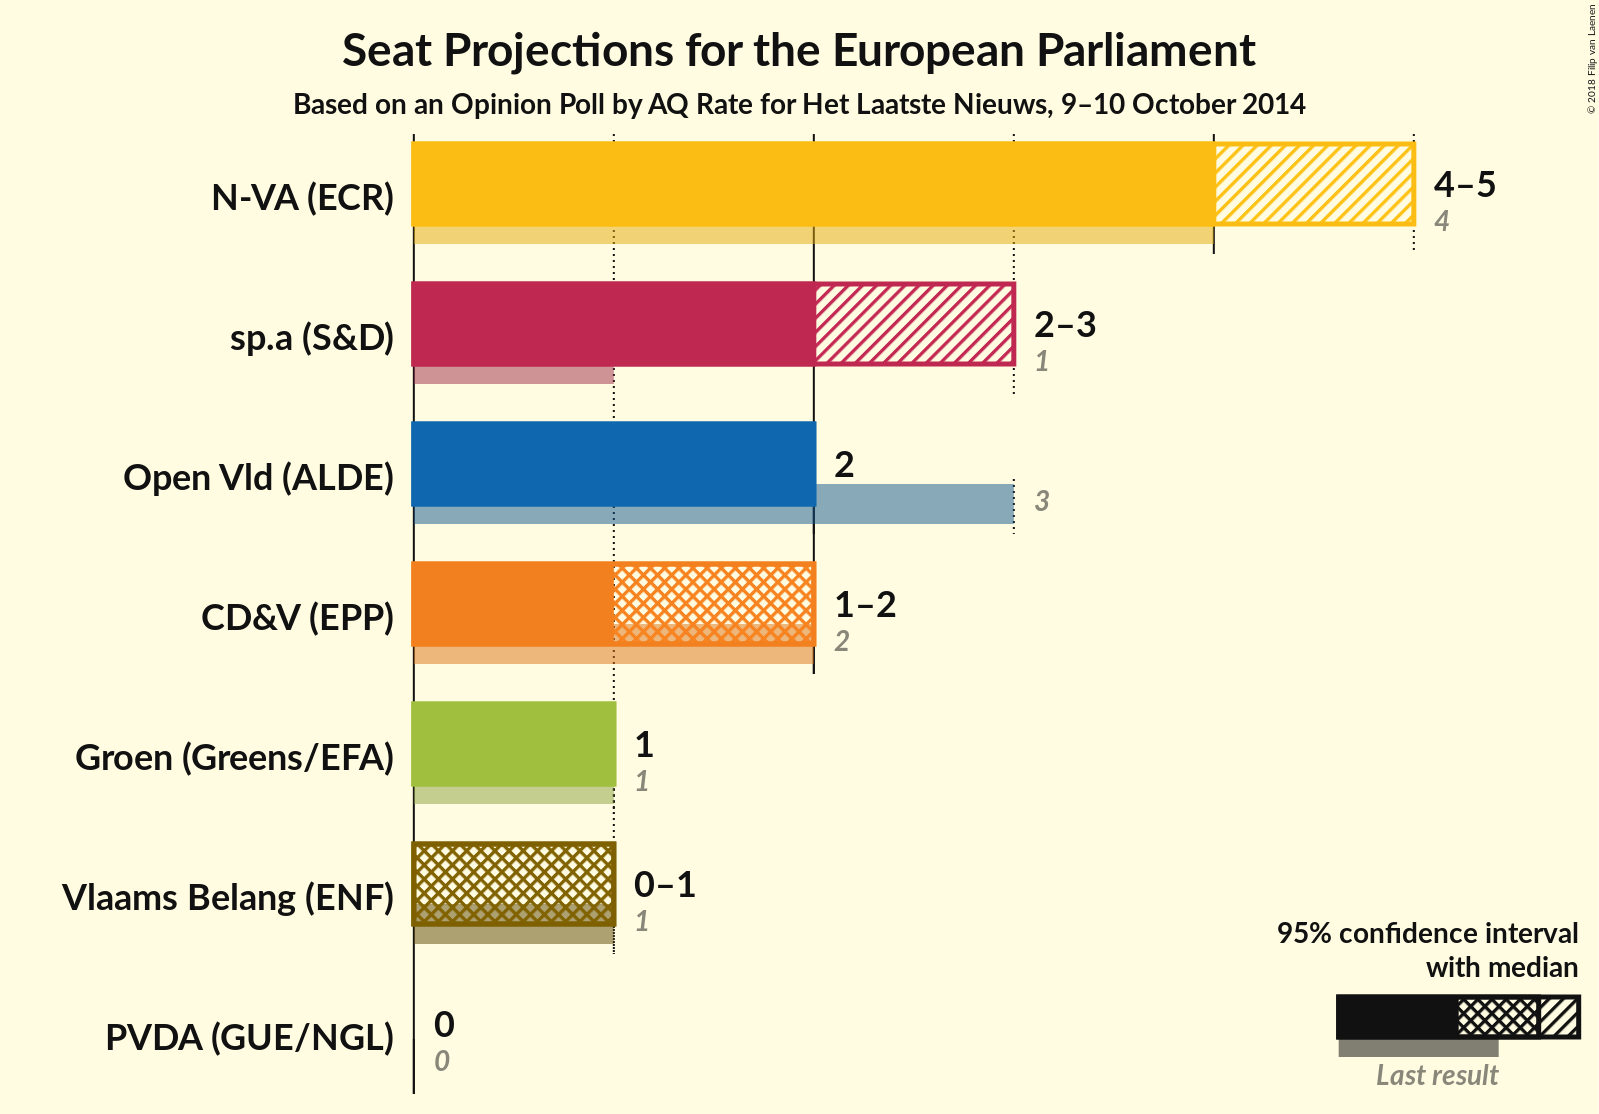 Seat Projections for the European Parliament
Based on an Opinion Poll by AQ Rate for Het Laatste Nieuws, 9–10 October 2014
© 2018 Filip van Laenen
N-VA (ECR)
4–5
4
sp.a (S&D)
2–3
1
Open Vld (ALDE)
2
3
CD&V (EPP)
1–2
2
Groen (Greens/EFA)
1
1
Vlaams Belang (ENF)
0–1
1
PVDA (GUE/NGL)
0
0
95% confidence interval
with median
Last result